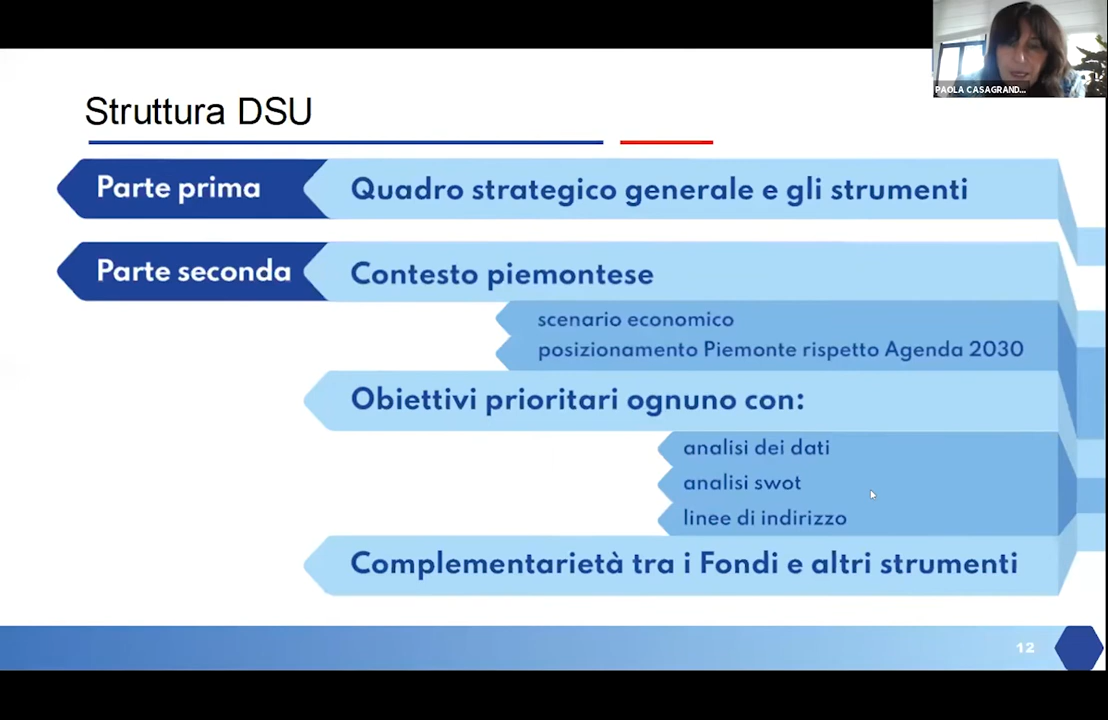 PAOLA CASAGRAND...
Struttura DSU
Parte prima
Quadro strategico generale e gli strumenti
Parte seconda
Contesto piemontese
scenario economico
posizionamento Piemonte rispetto Agenda 2030
Obiettivi prioritari ognuno con:
analisi dei dati
analisi swot
linee di indirizzo
Complementarietà tra i Fondi e altri strumenti
12